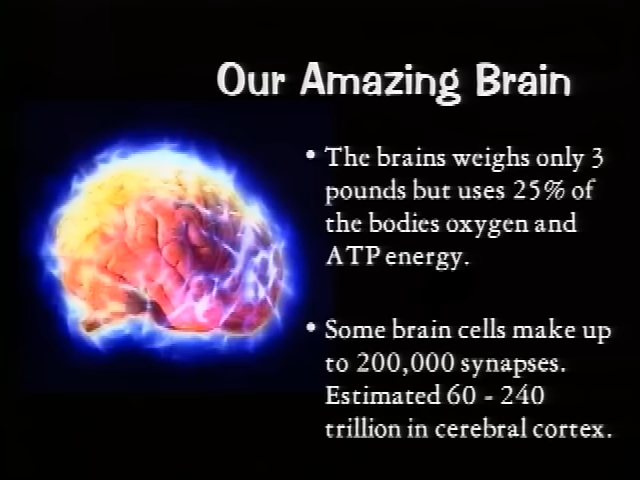 Our Amazing Brain
• The brains weighs only 3
pounds but uses 25% of
the bodies oxygen and
ATP energy.
• Some brain cells make up
to 200,000 synapses.
Estimated 60 - 240
trillion in cerebral cortex.